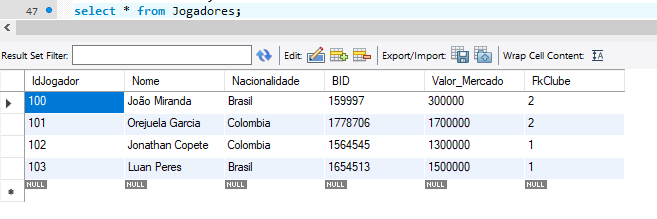 47 select * from Jogadores;
Result Set Filter: Edit: Export/Import: Wrap Cell Content: IA
IdJogador Nome Nacionalidade BID Valor_Mercado FkClube
100 João Miranda Brasil 159997 300000 2
101 Orejuela Garcia Colombia 1778706 1700000 2
102 Jonathan Copete Colombia 1564545 1300000 1
103 Luan Peres Brasil 1654513 1500000 1
NULL NULL NULL NULL NULL NULL